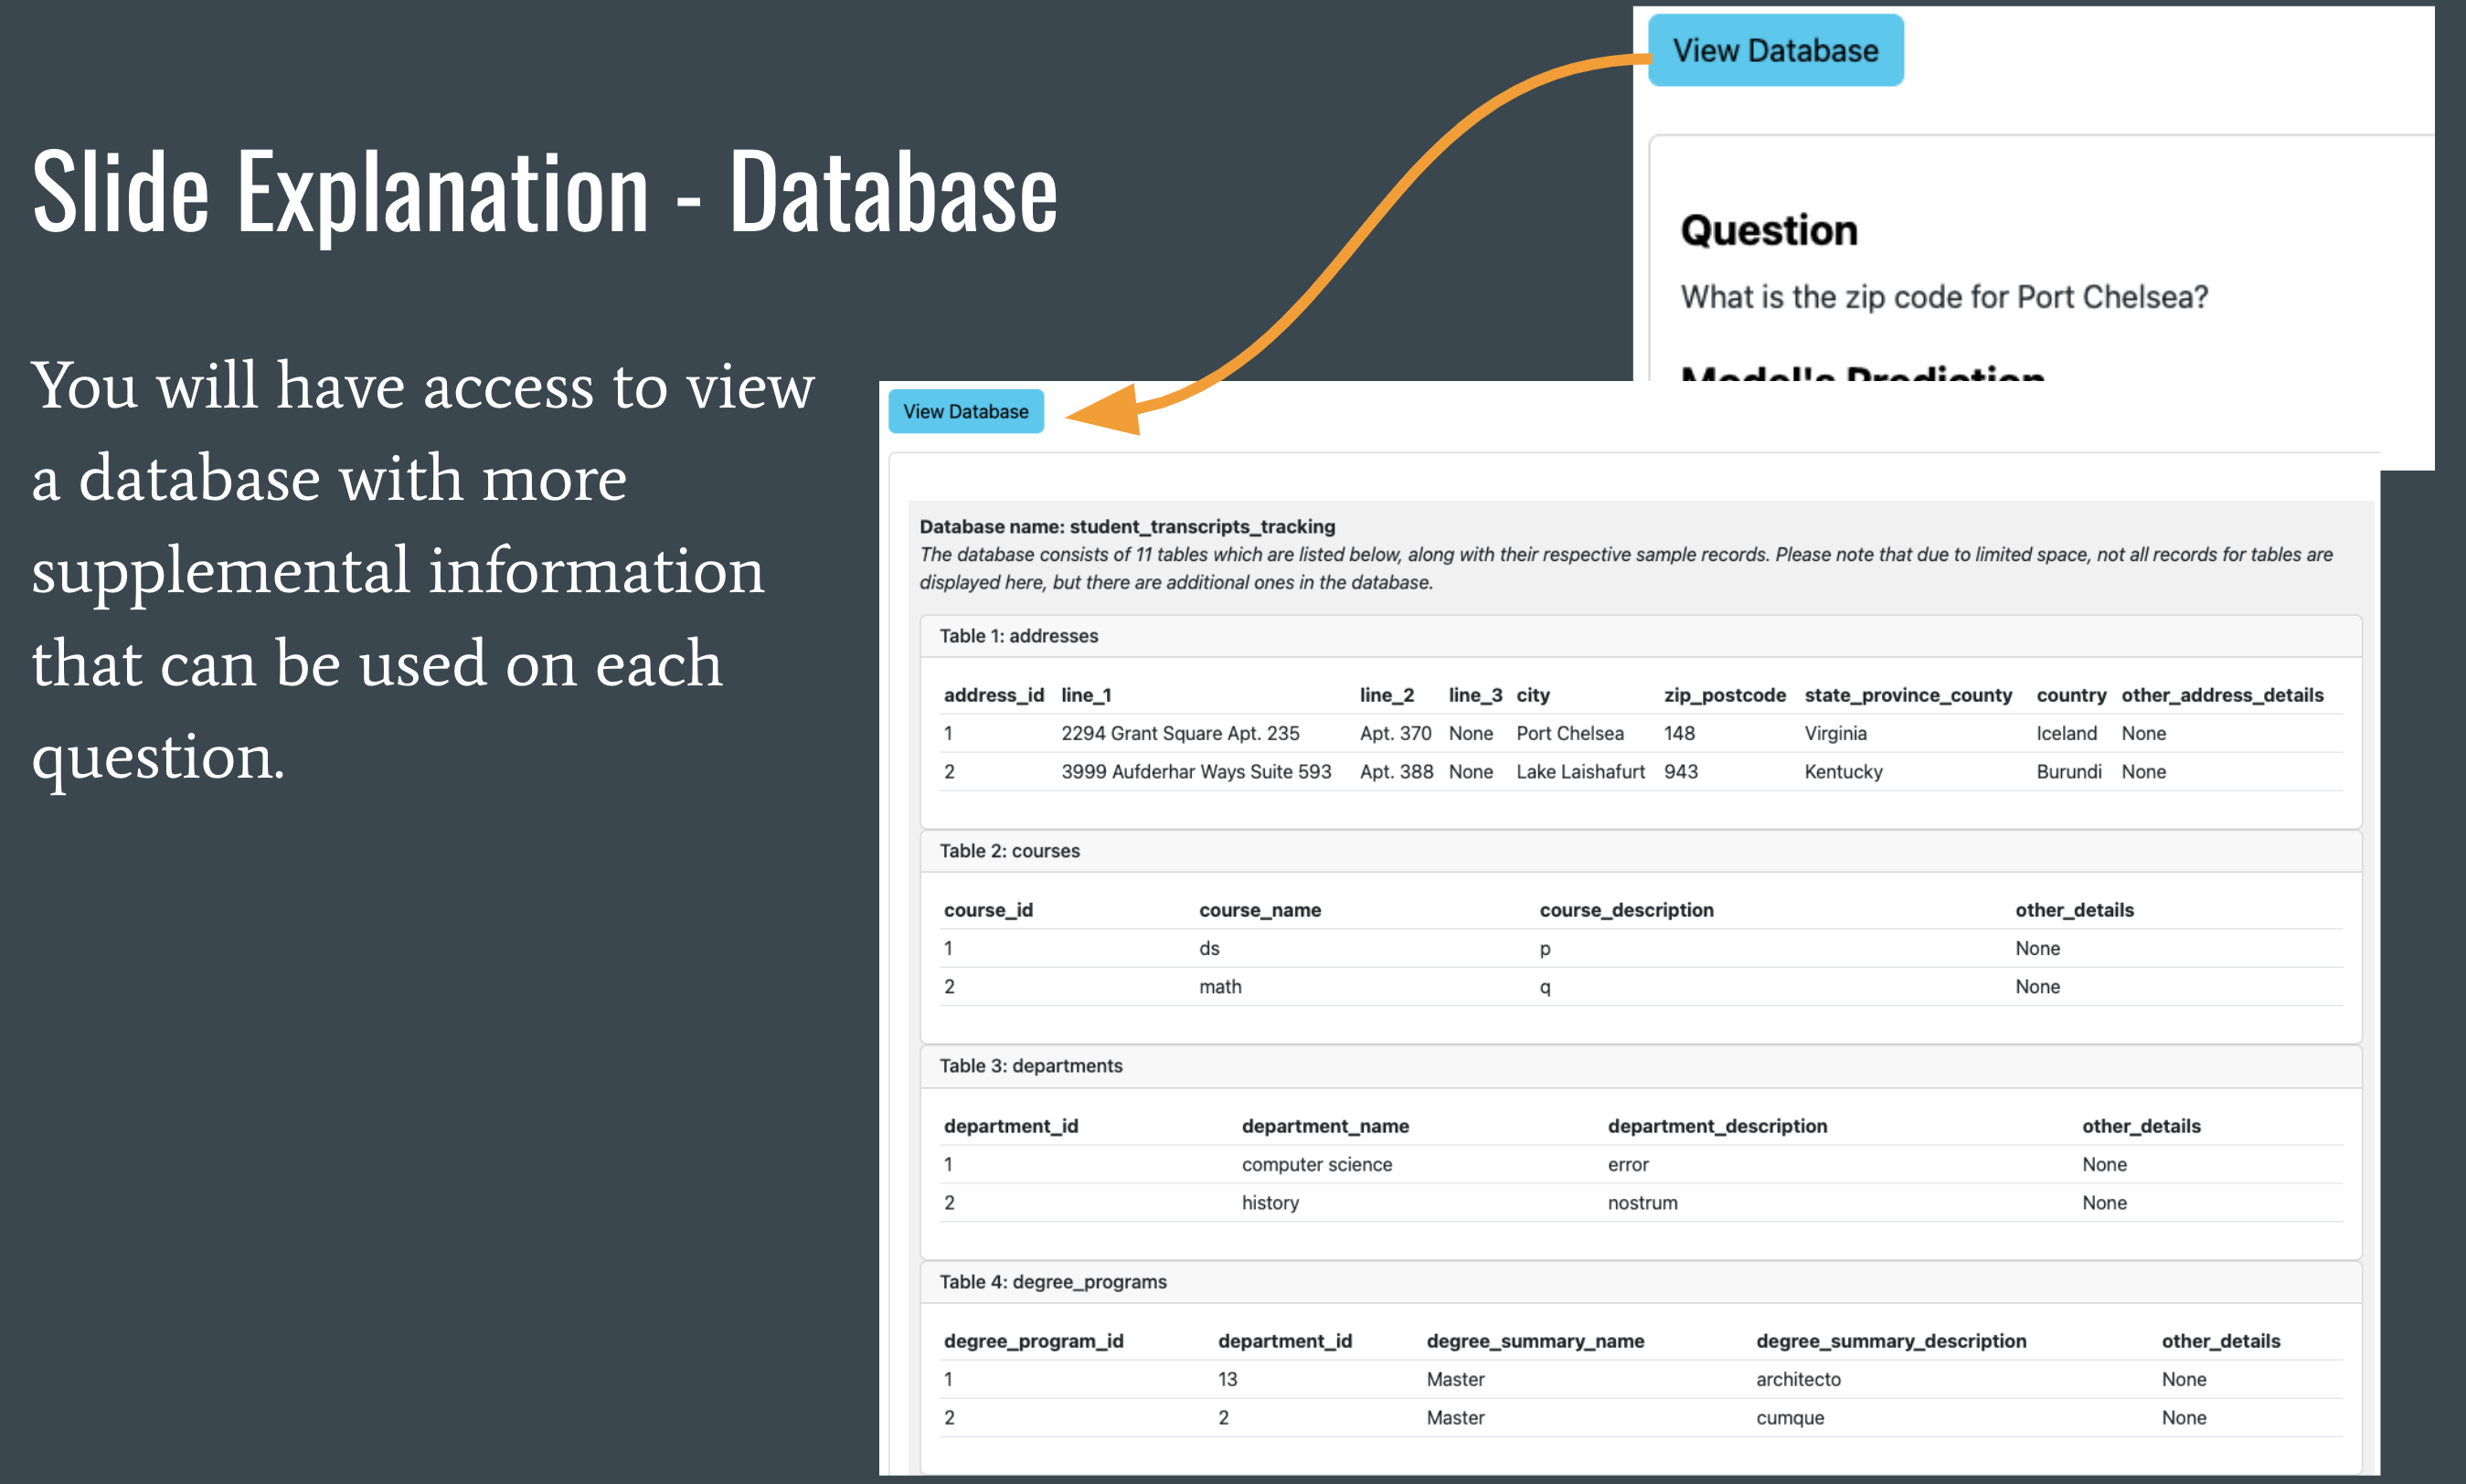 Slide Explanation - Database
You will have access to view
a database with more
supplemental information
that can be used on each
question.
View Database
Question
What is the zip code for Port Chelsea?
Model's Prediction
View Database
Database name: student_transcripts_tracking
The database consists of 11 tables which are listed below, along with their respective sample records. Please note that due to limited space, not all records for tables are
displayed here, but there are additional ones in the database.
Table 1: addresses
address_id line_1 line_2 line_3 city zip_postcode state_province_county country other_address_details
1 2294 Grant Square Apt. 235 Apt. 370 None Port Chelsea 148 Virginia Iceland None
2 3999 Aufderhar Ways Suite 593 Apt. 388 None Lake Laishafurt 943 Kentucky Burundi None
Table 2: courses
course_id course_name course_description other_details
1 ds p None
2 math q None
Table 3: departments
department_id department_name department_description other_details
1 computer science error None
2 history nostrum None
Table 4: degree_programs
degree_program_id department_id degree_summary_name degree_summary_description other_details
1 13 Master architecto None
2 2 Master cumque None